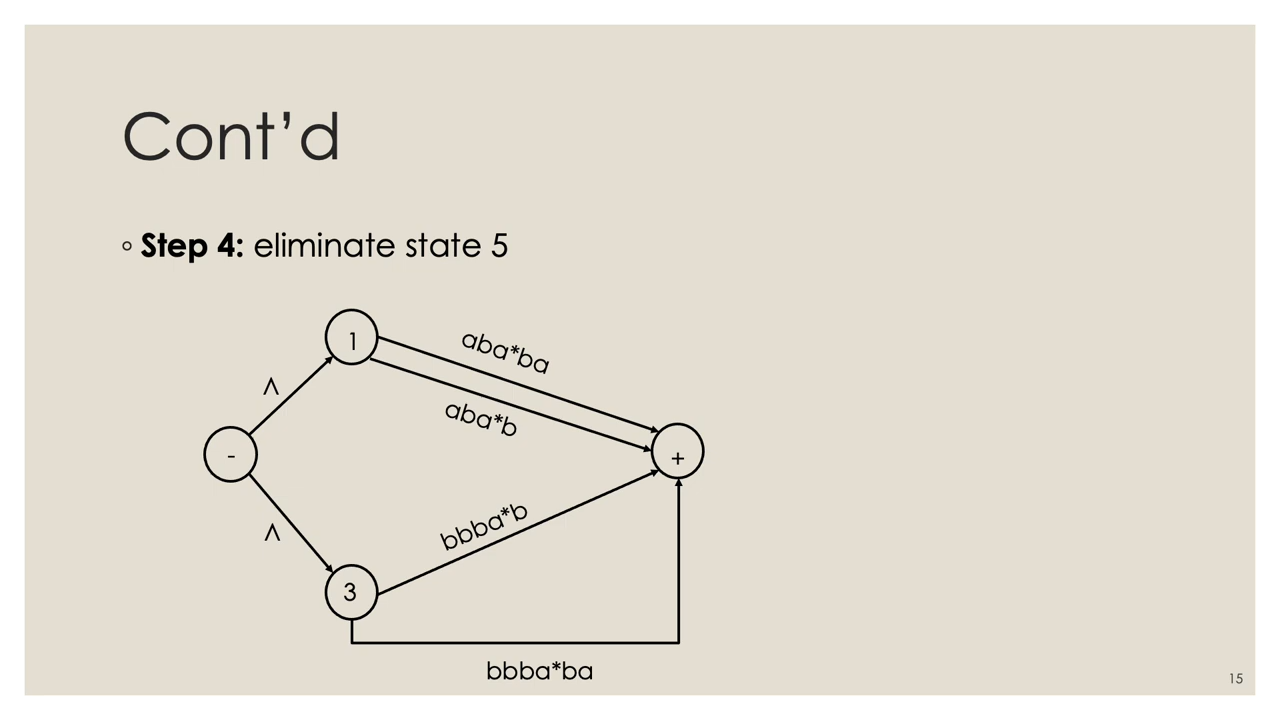 Cont’d
◦ Step 4: eliminate state 5
1
aba*ba
^
aba*b
-
+
bbba*b
^
3
bbba*ba
15